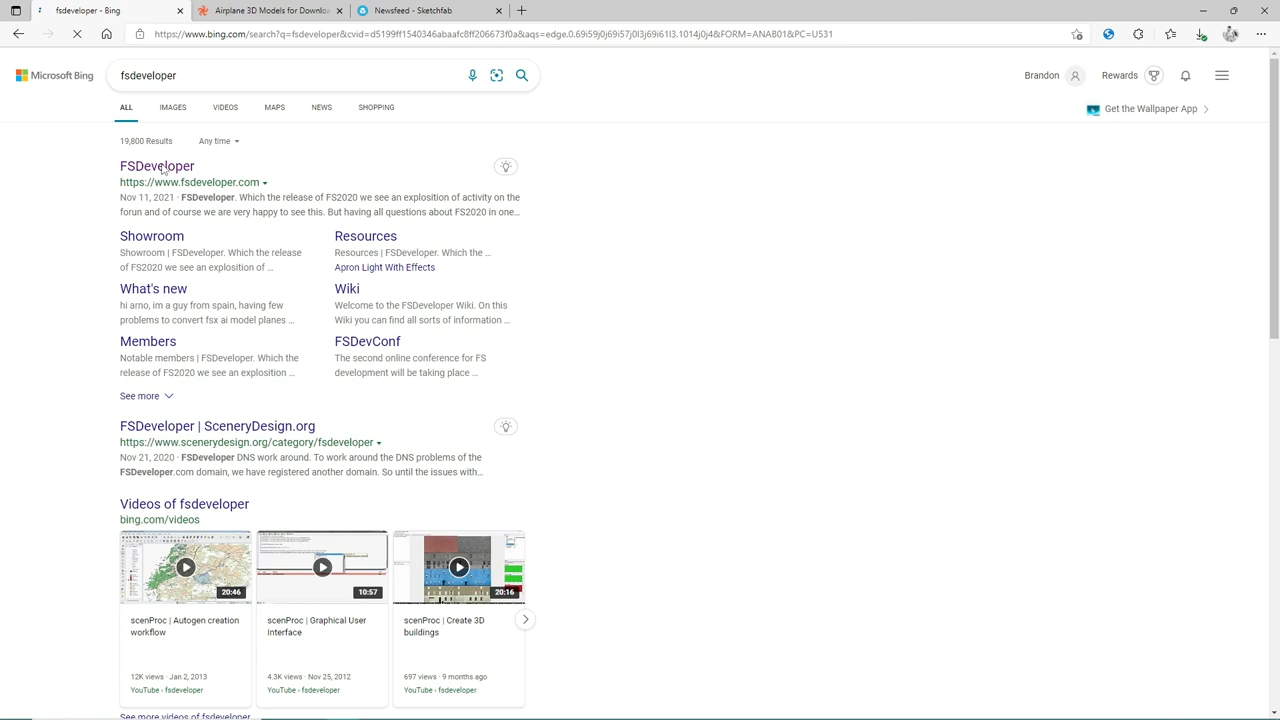 fsdeveloper - Bing
Airplane 3D Models for Downloa
Newsfeed - Sketchfab
https://www.bing.com/search?q=fsdeveloper&cvid=d5199ff1540346abaafc8ff206673f0a&aqs=edge.0.69i59j0j69i57j0l3j69i61l3.1014j0j4&FORM=ANAB01&PC=U531
Microsoft Bing
fsdeveloper
Brandon
Rewards
ALL
IMAGES
VIDEOS
MAPS
NEWS
SHOPPING
Get the Wallpaper App
19,800 Results
Any time
FSDeveloper
https://www.fsdeveloper.com
Nov 11, 2021 · FSDeveloper. Which the release of FS2020 we see an explosition of activity on the
forun and of course we are very happy to see this. But having all questions about FS2020 in one…
Showroom
Showroom | FSDeveloper. Which the release
of FS2020 we see an explosition of …
Resources
Resources | FSDeveloper. Which the …
Apron Light With Effects
What's new
hi arno, im a guy from spain, having few
problems to convert fsx ai model planes …
Wiki
Welcome to the FSDeveloper Wiki. On this
Wiki you can find all sorts of information …
Members
Notable members | FSDeveloper. Which the
release of FS2020 we see an explosition …
FSDevConf
The second online conference for FS
development will be taking place …
See more
FSDeveloper | SceneryDesign.org
https://www.scenerydesign.org/category/fsdeveloper
Nov 21, 2020 · FSDeveloper DNS work around. To work around the DNS problems of the
FSDeveloper.com domain, we have registered another domain. So until the issues with…
Videos of fsdeveloper
bing.com/videos
20:46
10:57
20:16
scenProc | Autogen creation
workflow
12K views · Jan 2, 2013
YouTube › fsdeveloper
scenProc | Graphical User
Interface
4.3K views · Nov 25, 2012
YouTube › fsdeveloper
scenProc | Create 3D
buildings
697 views · 9 months ago
YouTube › fsdeveloper
See more videos of fsdeveloper